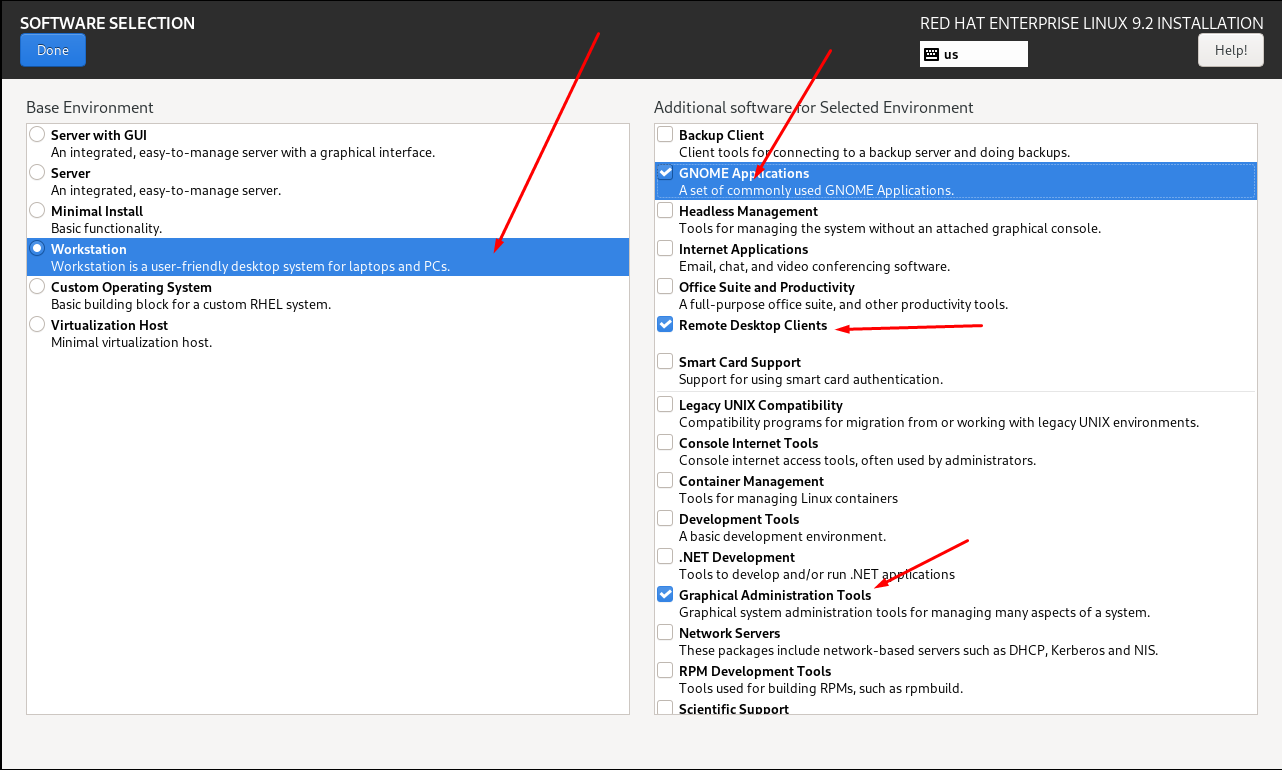 SOFTWARE SELECTION
RED HAT ENTERPRISE LINUX 9.2 INSTALLATION
Done
us
Help!
Base Environment
Server with GUI
An integrated, easy-to-manage server with a graphical interface.
Server
An integrated, easy-to-manage server.
Minimal Install
Basic functionality.
Workstation
Workstation is a user-friendly desktop system for laptops and PCs.
Custom Operating System
Basic building block for a custom RHEL system.
Virtualization Host
Minimal virtualization host.
Additional software for Selected Environment
Backup Client
Client tools for connecting to a backup server and doing backups.
GNOME Applications
A set of commonly used GNOME Applications.
Headless Management
Tools for managing the system without an attached graphical console.
Internet Applications
Email, chat, and video conferencing software.
Office Suite and Productivity
A full-purpose office suite, and other productivity tools.
Remote Desktop Clients
Smart Card Support
Support for using smart card authentication.
Legacy UNIX Compatibility
Compatibility programs for migration from or working with legacy UNIX environments.
Console Internet Tools
Console internet access tools, often used by administrators.
Container Management
Tools for managing Linux containers
Development Tools
A basic development environment.
.NET Development
Tools to develop and/or run .NET applications
Graphical Administration Tools
Graphical system administration tools for managing many aspects of a system.
Network Servers
These packages include network-based servers such as DHCP, Kerberos and NIS.
RPM Development Tools
Tools used for building RPMs, such as rpmbuild.
Scientific Support